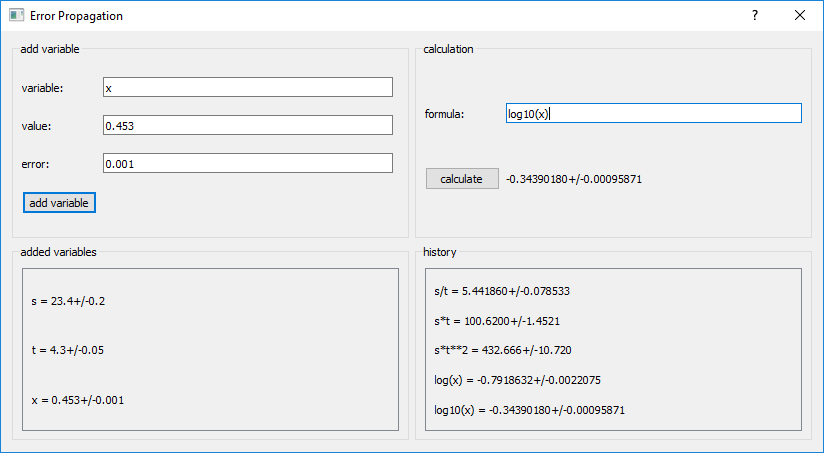 Error Propagation
add variable
variable: x
value: 0.453
error: 0.001
add variable
calculation
formula: log10(x)
calculate -0.34390180+/-0.00095871
added variables
s = 23.4+/-0.2
t = 4.3+/-0.05
x = 0.453+/-0.001
history
s/t = 5.441860+/-0.078533
s*t = 100.6200+/-1.4521
s*t**2 = 432.666+/-10.720
log(x) = -0.7918632+/-0.0022075
log10(x) = -0.34390180+/-0.00095871